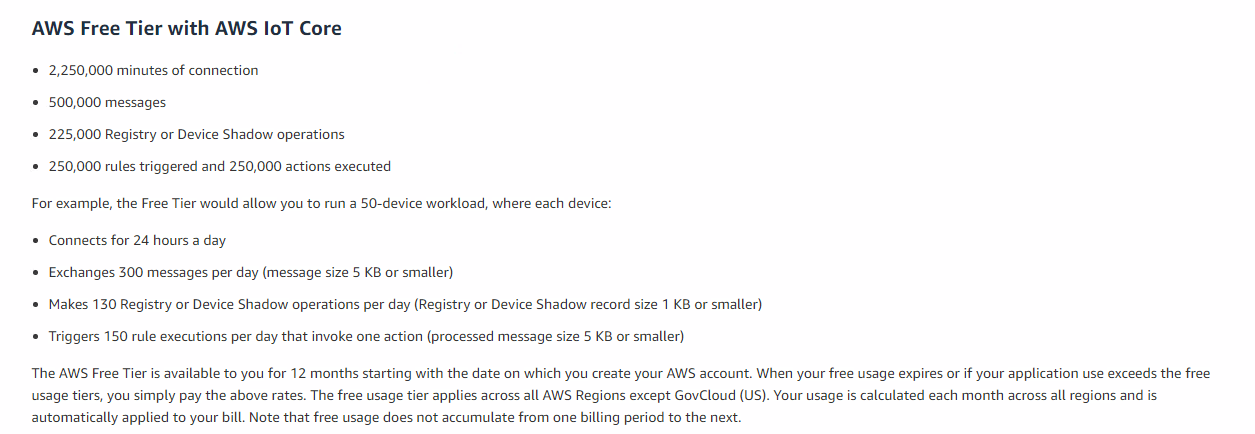 AWS Free Tier with AWS IoT Core
• 2,250,000 minutes of connection
• 500,000 messages
• 225,000 Registry or Device Shadow operations
• 250,000 rules triggered and 250,000 actions executed
For example, the Free Tier would allow you to run a 50-device workload, where each device:
• Connects for 24 hours a day
• Exchanges 300 messages per day (message size 5 KB or smaller)
• Makes 130 Registry or Device Shadow operations per day (Registry or Device Shadow record size 1 KB or smaller)
• Triggers 150 rule executions per day that invoke one action (processed message size 5 KB or smaller)
The AWS Free Tier is available to you for 12 months starting with the date on which you create your AWS account. When your free usage expires or if your application use exceeds the free
usage tiers, you simply pay the above rates. The free usage tier applies across all AWS Regions except GovCloud (US). Your usage is calculated each month across all regions and is
automatically applied to your bill. Note that free usage does not accumulate from one billing period to the next.